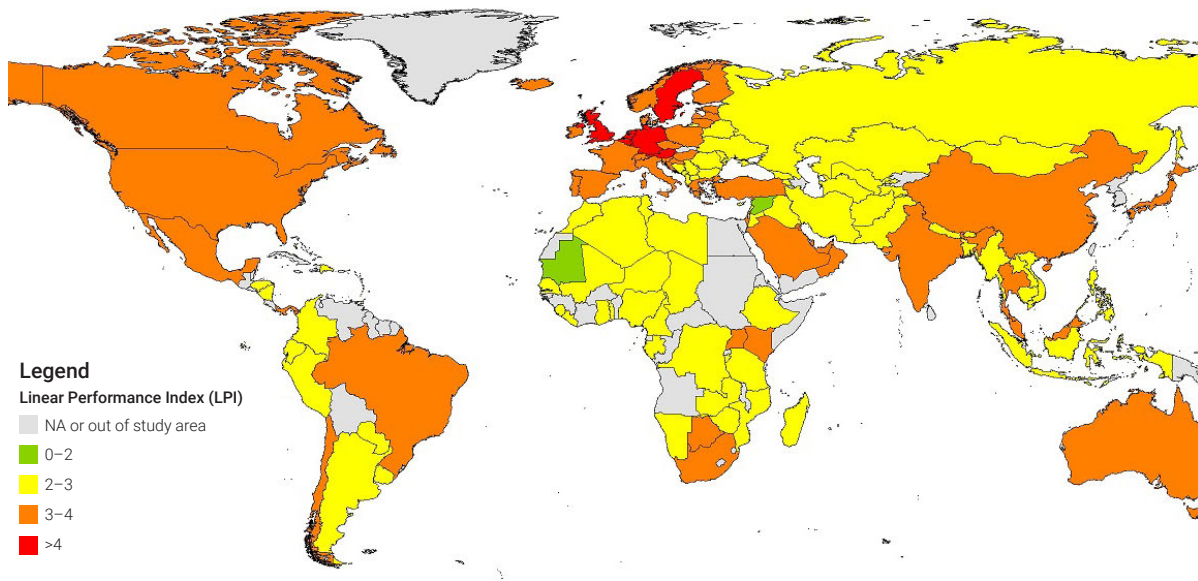 Legend
Linear Performance Index (LPI)
NA or out of study area
0–2
2–3
3–4
>4